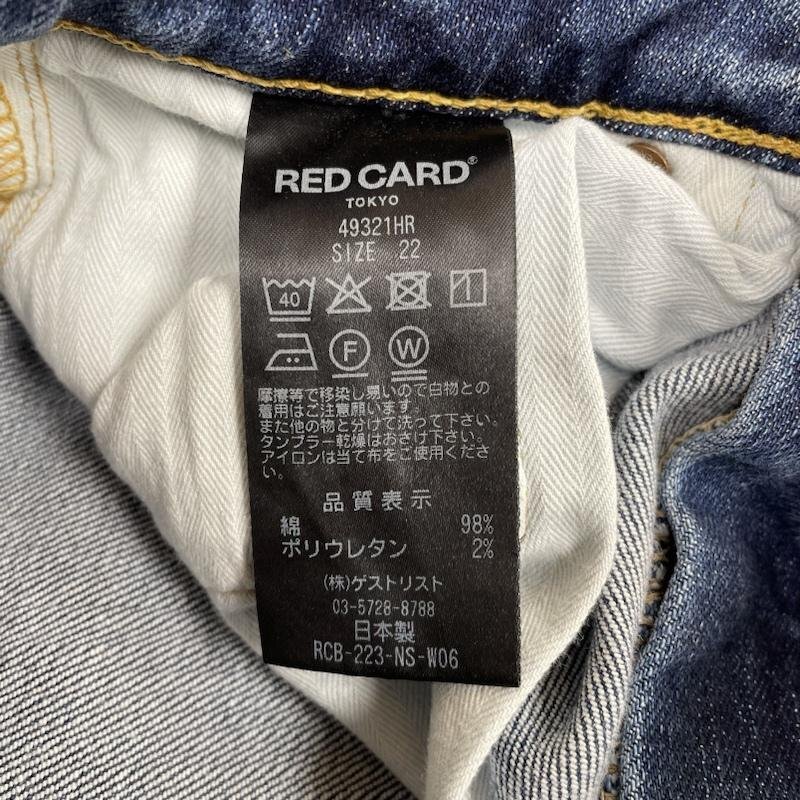 RED CARD®
TOKYO
49321HR
SIZE 22
40
F W
摩擦等で移染し易いので白物との
着用はご注意願います。
また他の物と分けて洗って下さい。
タンブラー乾燥はおさけ下さい。
アイロンは当て布をご使用くださ
い。
品質表示
綿 98%
ポリウレタン 2%
(株)ゲストリスト
03-5728-8788
日本製
RCB-223-NS-W06